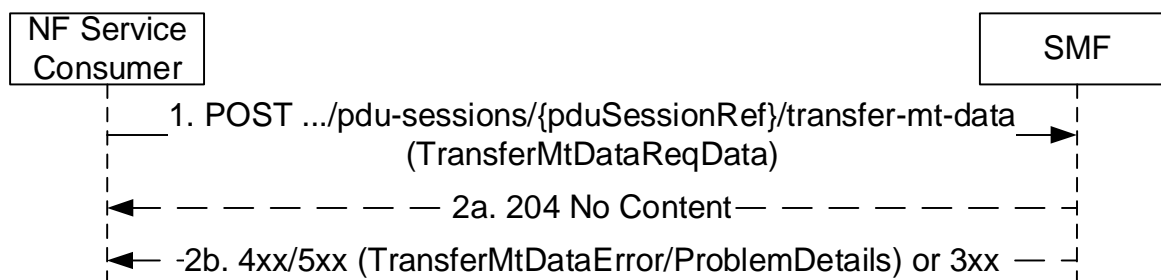 NF Service
Consumer
SMF
1. POST .../pdu-sessions/{pduSessionRef}/transfer-mt-data
(TransferMtDataReqData)
2a. 204 No Content
2b. 4xx/5xx (TransferMtDataError/ProblemDetails) or 3xx